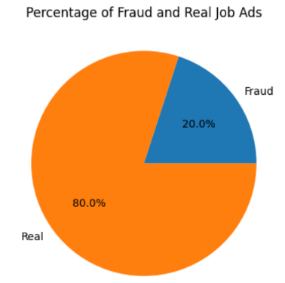 Percentage of Fraud and Real Job Ads
Fraud
20.0%
80.0%
Real